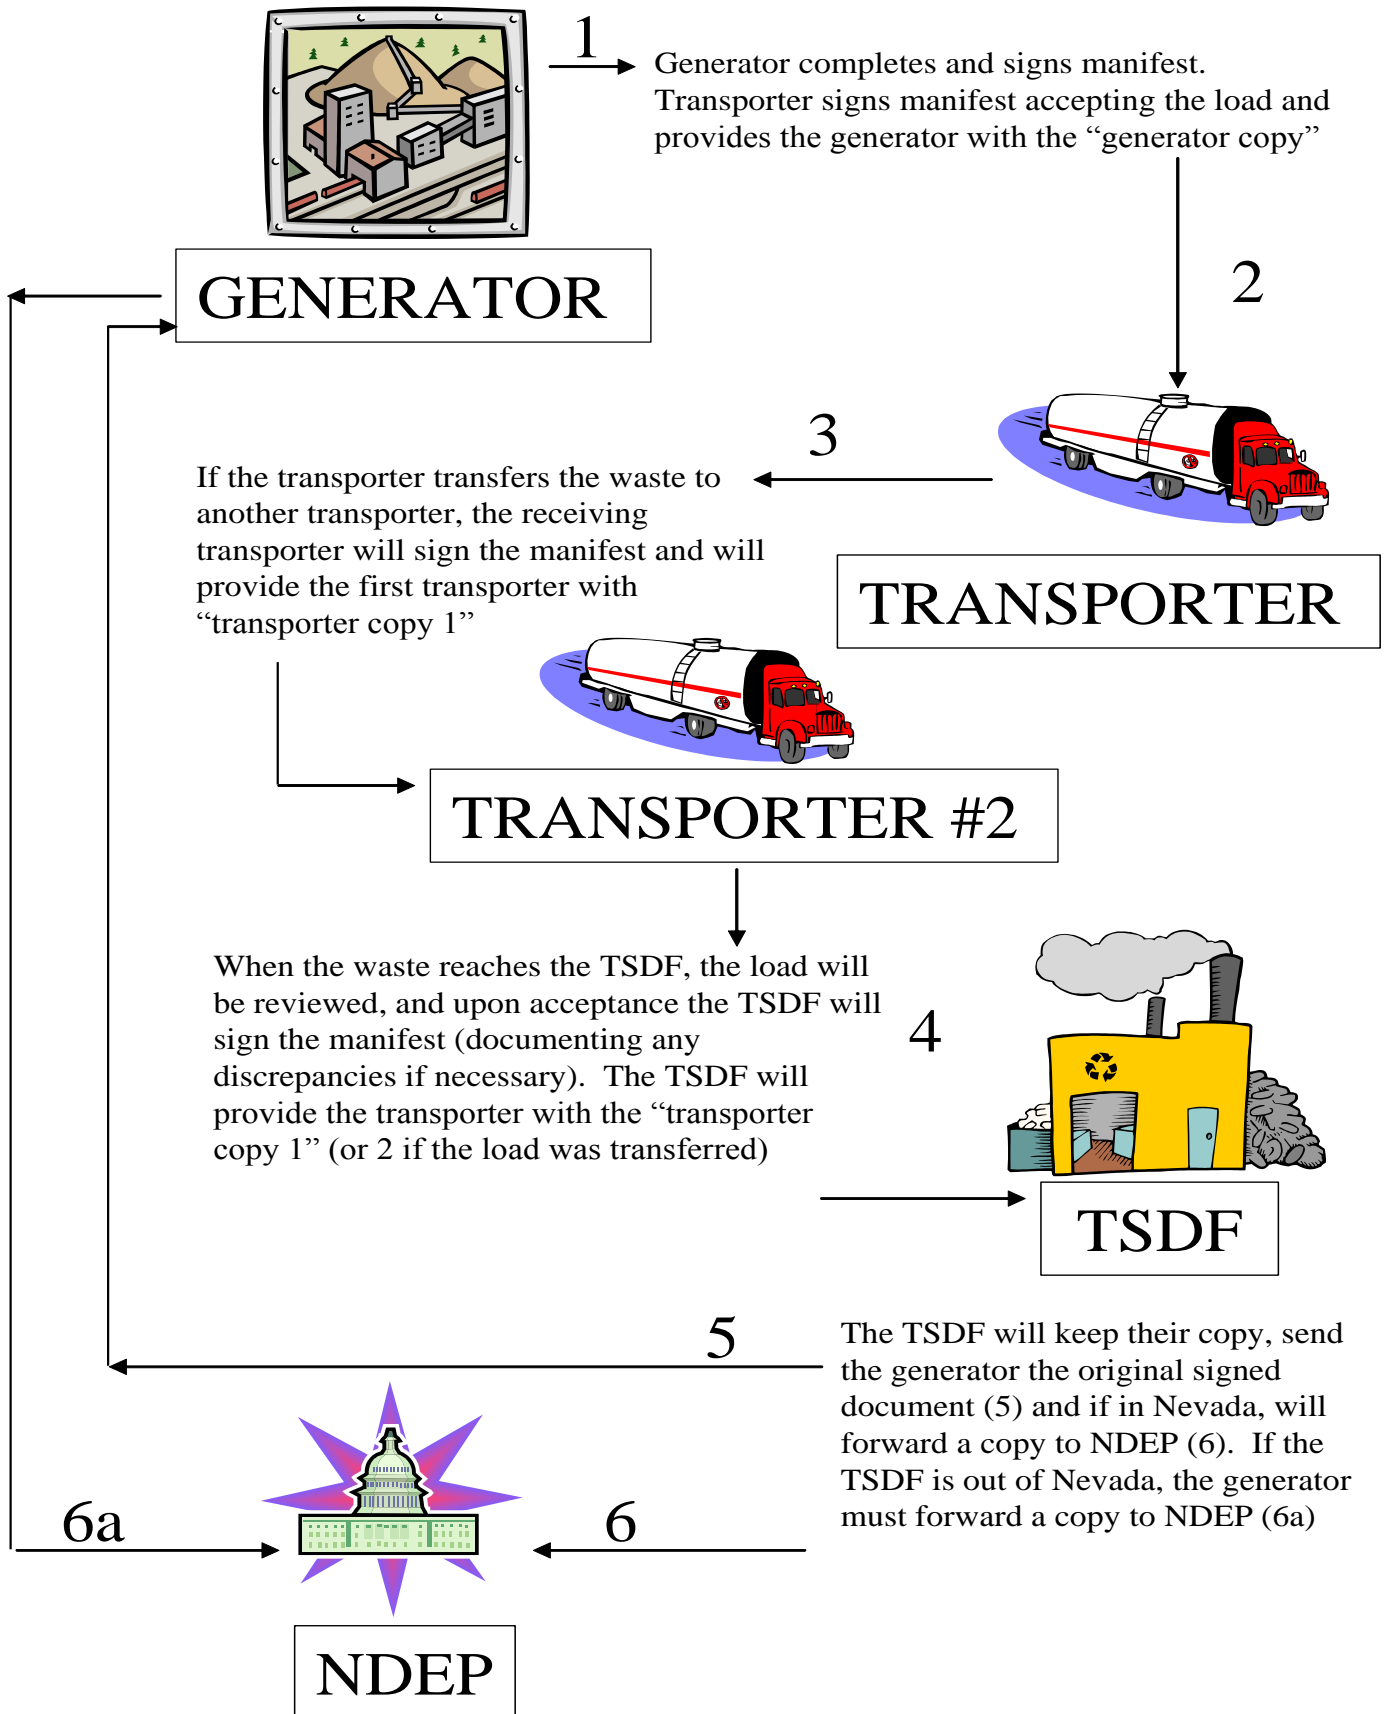 1
Generator completes and signs manifest.
Transporter signs manifest accepting the load and
provides the generator with the “generator copy”
GENERATOR
2
3
If the transporter transfers the waste to
another transporter, the receiving
transporter will sign the manifest and will
provide the first transporter with
“transporter copy 1”
TRANSPORTER
TRANSPORTER #2
When the waste reaches the TSDF, the load will
be reviewed, and upon acceptance the TSDF will
sign the manifest (documenting any
discrepancies if necessary).  The TSDF will
provide the transporter with the “transporter
copy 1” (or 2 if the load was transferred)
4
TSDF
5
The TSDF will keep their copy, send
the generator the original signed
document (5) and if in Nevada, will
forward a copy to NDEP (6).  If the
TSDF is out of Nevada, the generator
must forward a copy to NDEP (6a)
6a
6
NDEP